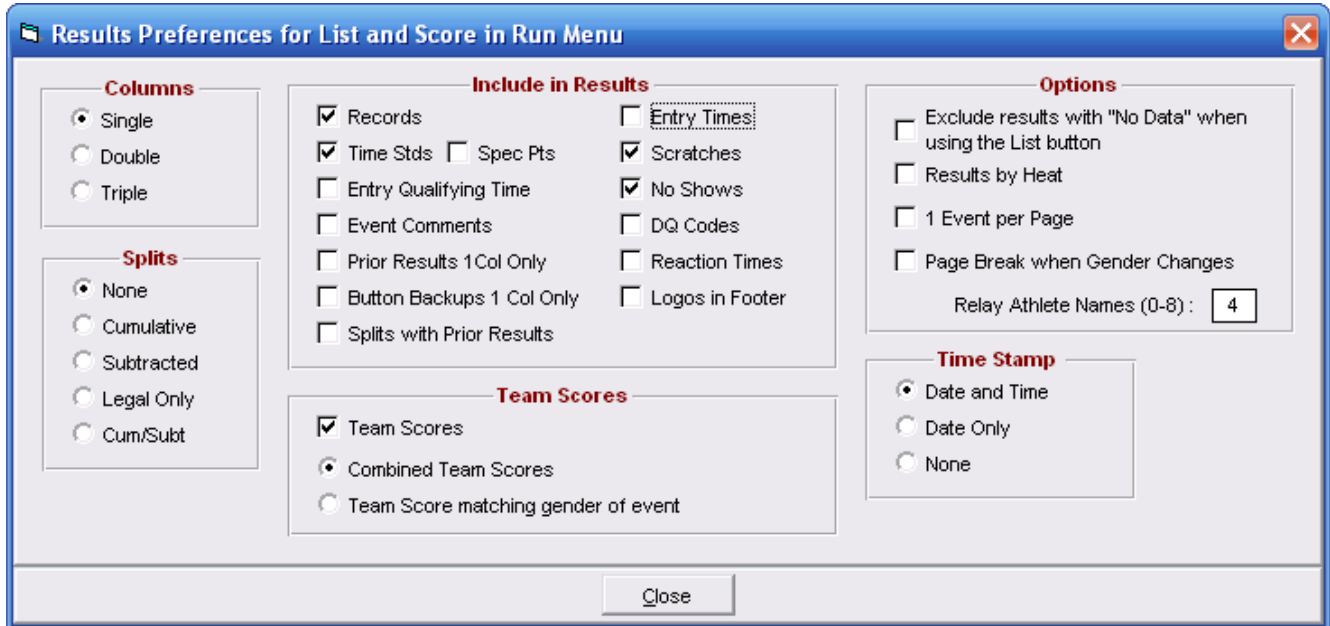 Results Preferences for List and Score in Run Menu
Columns
Single
Double
Triple
Splits
None
Cumulative
Subtracted
Legal Only
Cum/Subt
Include in Results
Records
Entry Times
Time Stds
Spec Pts
Scratches
Entry Qualifying Time
No Shows
Event Comments
DQ Codes
Prior Results 1Col Only
Reaction Times
Button Backups 1 Col Only
Logos in Footer
Splits with Prior Results
Team Scores
Team Scores
Combined Team Scores
Team Score matching gender of event
Options
Exclude results with "No Data" when
using the List button
Results by Heat
1 Event per Page
Page Break when Gender Changes
Relay Athlete Names (0-8) : 4
Time Stamp
Date and Time
Date Only
None
Close